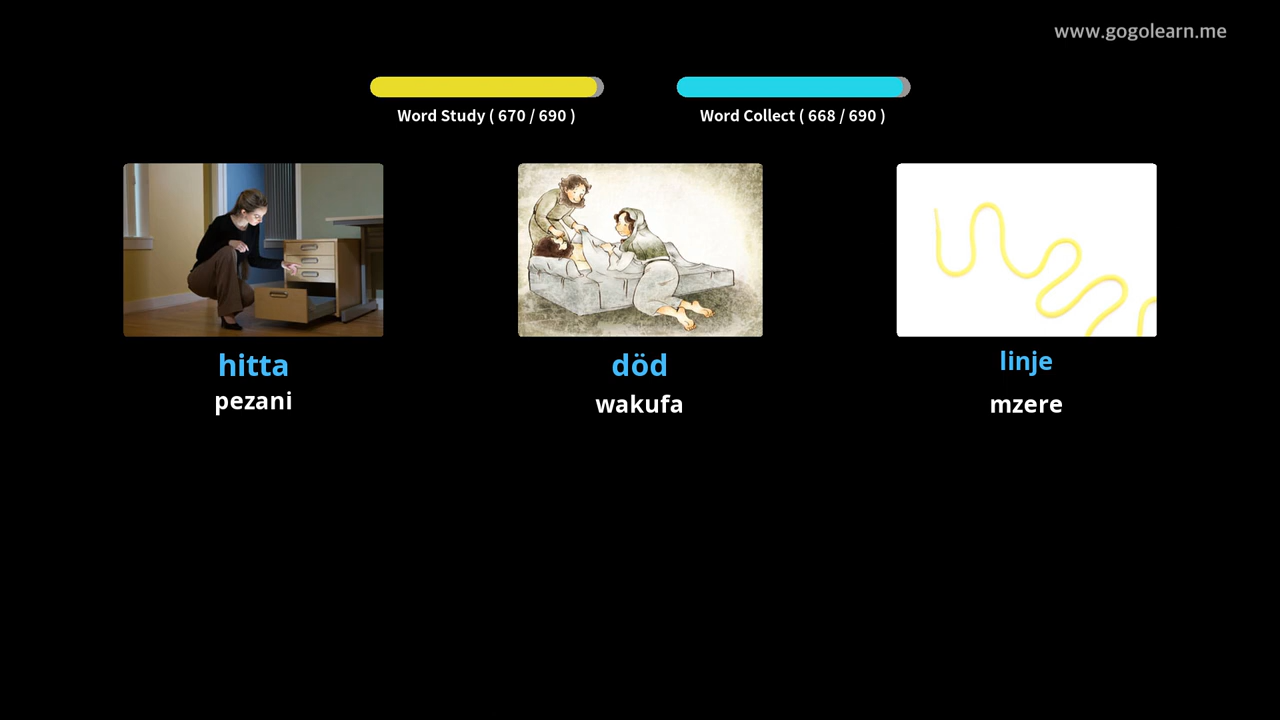 www.gogolearn.me
Word Study ( 670 / 690 )
Word Collect ( 668 / 690 )
hitta
pezani
död
wakufa
linje
mzere